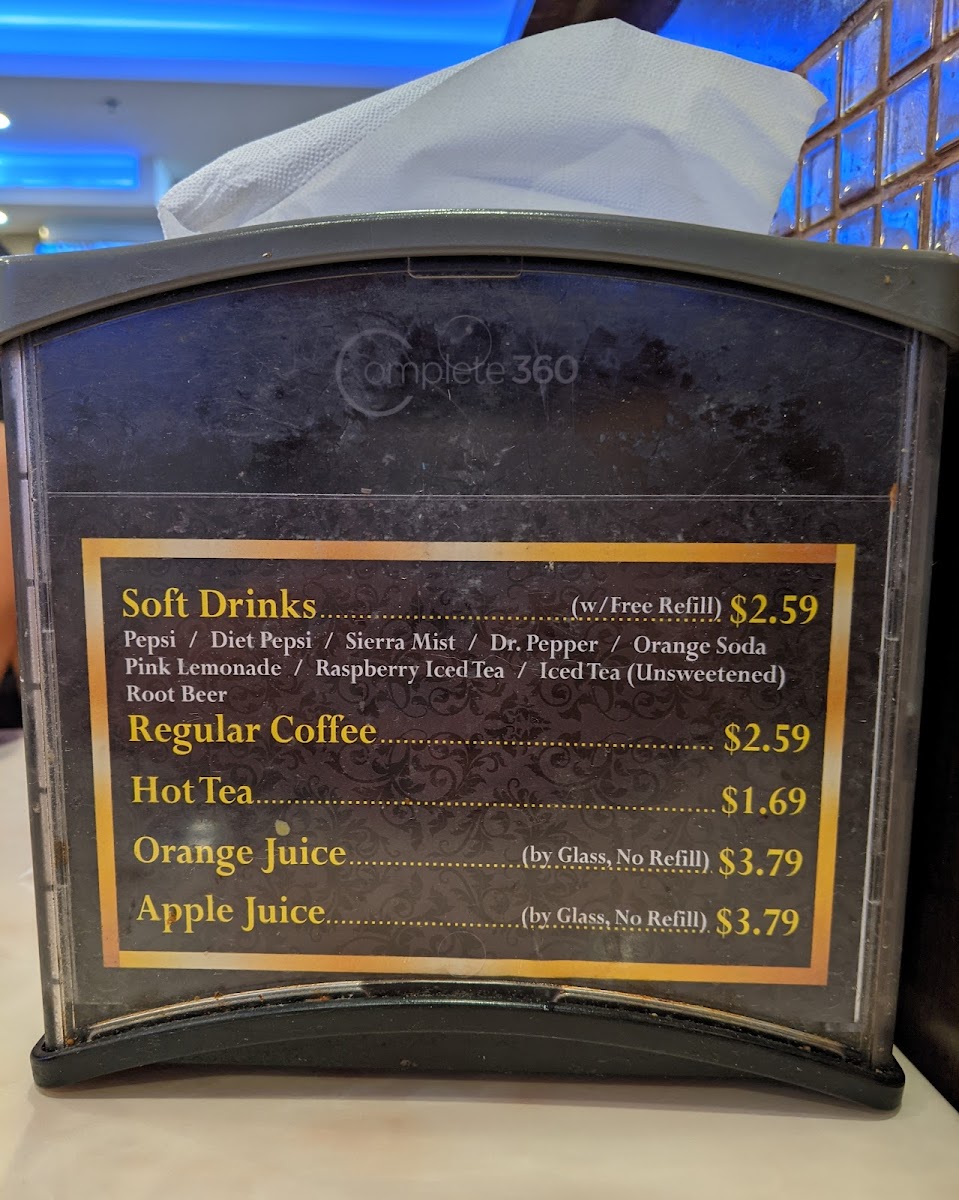 Complete 360
Soft Drinks (w/Free Refill) $2.59
Pepsi / Diet Pepsi / Sierra Mist / Dr. Pepper / Orange Soda
Pink Lemonade / Raspberry Iced Tea / Iced Tea (Unsweetened)
Root Beer
Regular Coffee $2.59
Hot Tea $1.69
Orange Juice (by Glass, No Refill) $3.79
Apple Juice (by Glass, No Refill) $3.79